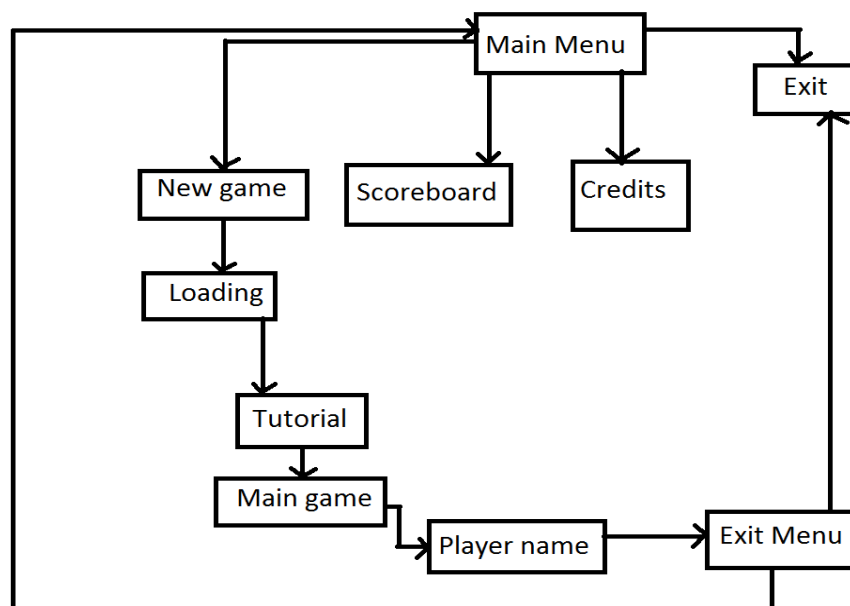 Main Menu
Exit
New game
Scoreboard
Credits
Loading
Tutorial
Main game
Player name
Exit Menu